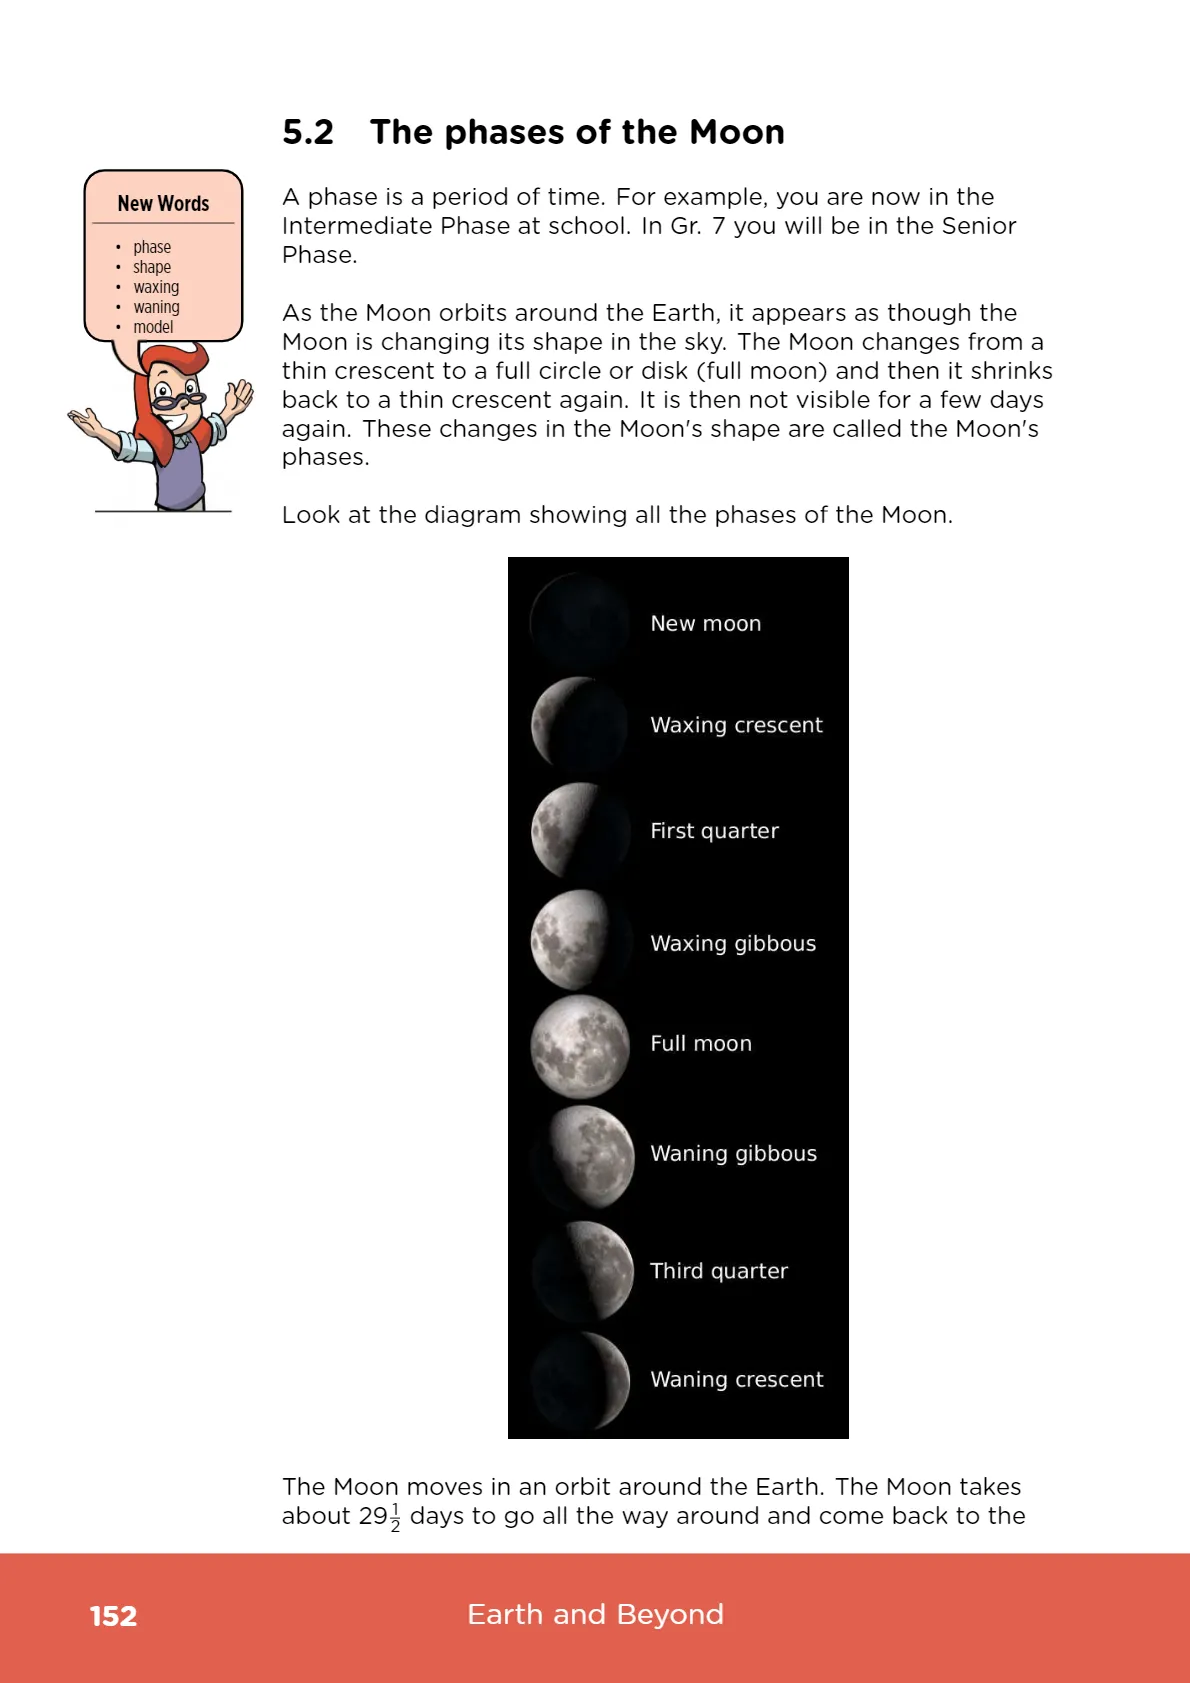 5.2 The phases of the Moon
New Words
• phase
• shape
• waxing
• waning
• model
A phase is a period of time. For example, you are now in the
Intermediate Phase at school. In Gr. 7 you will be in the Senior
Phase.
As the Moon orbits around the Earth, it appears as though the
Moon is changing its shape in the sky. The Moon changes from a
thin crescent to a full circle or disk (full moon) and then it shrinks
back to a thin crescent again. It is then not visible for a few days
again. These changes in the Moon's shape are called the Moon's
phases.
Look at the diagram showing all the phases of the Moon.
New moon
Waxing crescent
First quarter
Waxing gibbous
Full moon
Waning gibbous
Third quarter
Waning crescent
The Moon moves in an orbit around the Earth. The Moon takes
about 29½ days to go all the way around and come back to the
152 Earth and Beyond